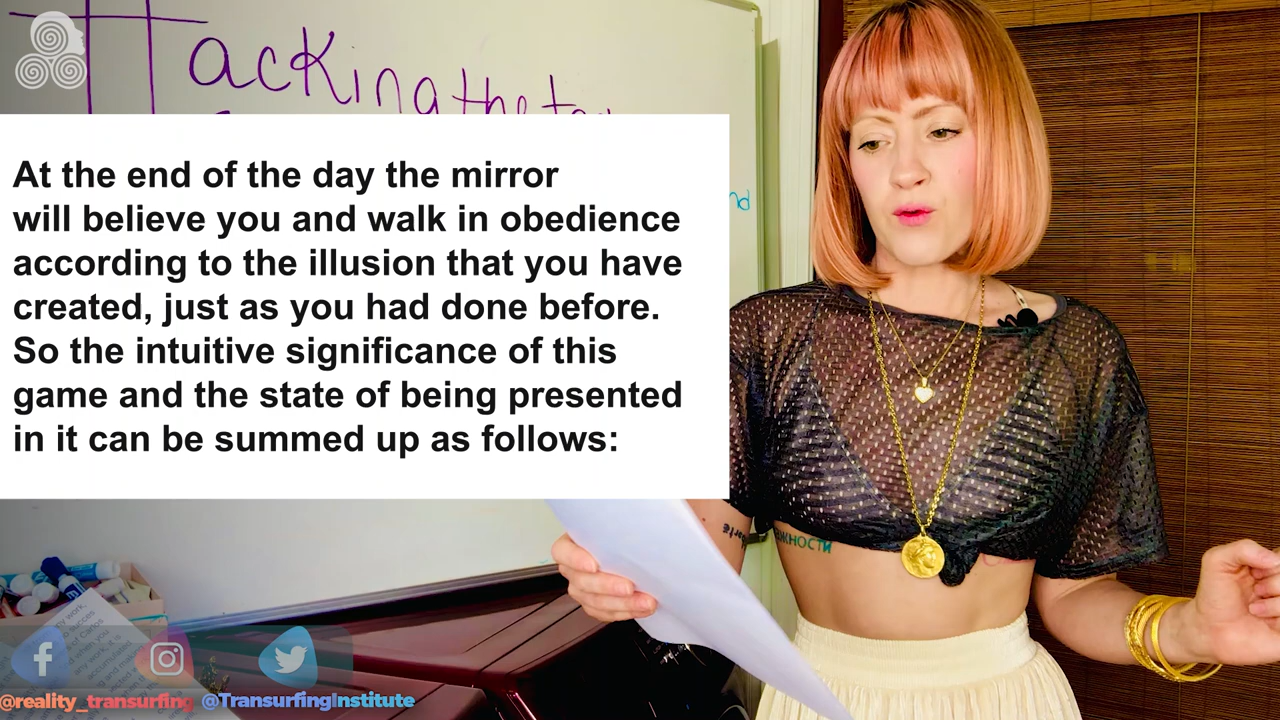 Hacking the
nd
At the end of the day the mirror
will believe you and walk in obedience
according to the illusion that you have
created, just as you had done before.
So the intuitive significance of this
game and the state of being presented
in it can be summed up as follows:
@reality_transurfing @TransurfingInstitute